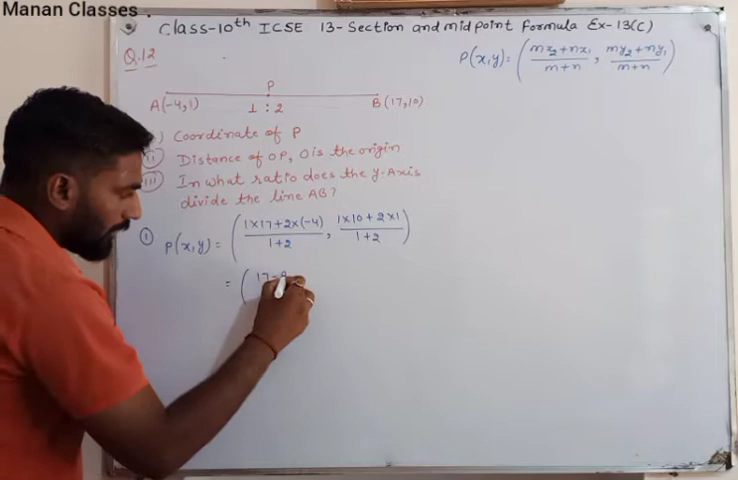 Manan Classes .
Class-10th ICSE 13- Section and midpoint formula Ex-13(C)
Q.12
P(x,y) = ( (mx₂+nx₁)/(m+n) , (my₂+ny₁)/(m+n) )
P
A(-4,1) 1 : 2 B(17,10)
) Coordinate of P
(ii) Distance of OP, O is the origin
(iii) In what ratio does the y-Axis
divide the line AB?
(i) P(x,y) = ( (1×17+2×(-4))/(1+2) , (1×10+2×1)/(1+2) )
= ( 17-8